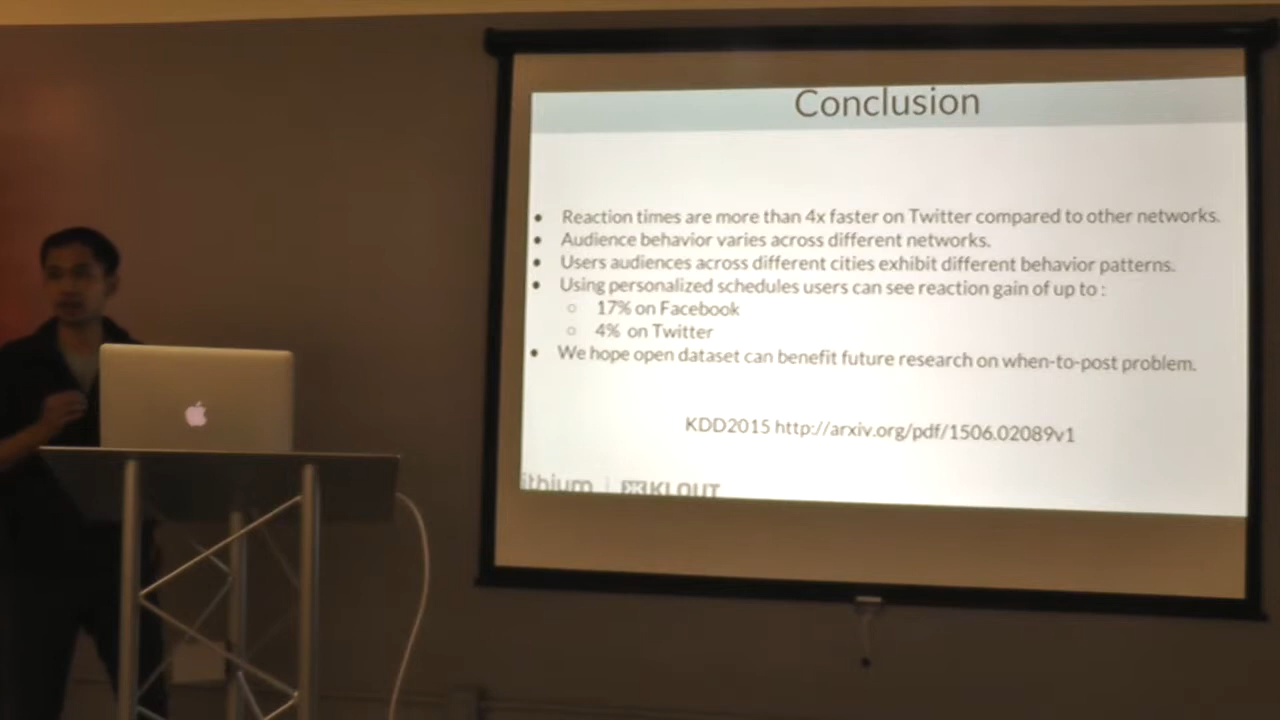 Conclusion
Reaction times are more than 4x faster on Twitter compared to other networks.
Audience behavior varies across different networks.
Users audiences across different cities exhibit different behavior patterns.
Using personalized schedules users can see reaction gain of up to :
17% on Facebook
4% on Twitter
We hope open dataset can benefit future research on when-to-post problem.
KDD2015 http://arxiv.org/pdf/1506.02089v1
ithium | KLOUT